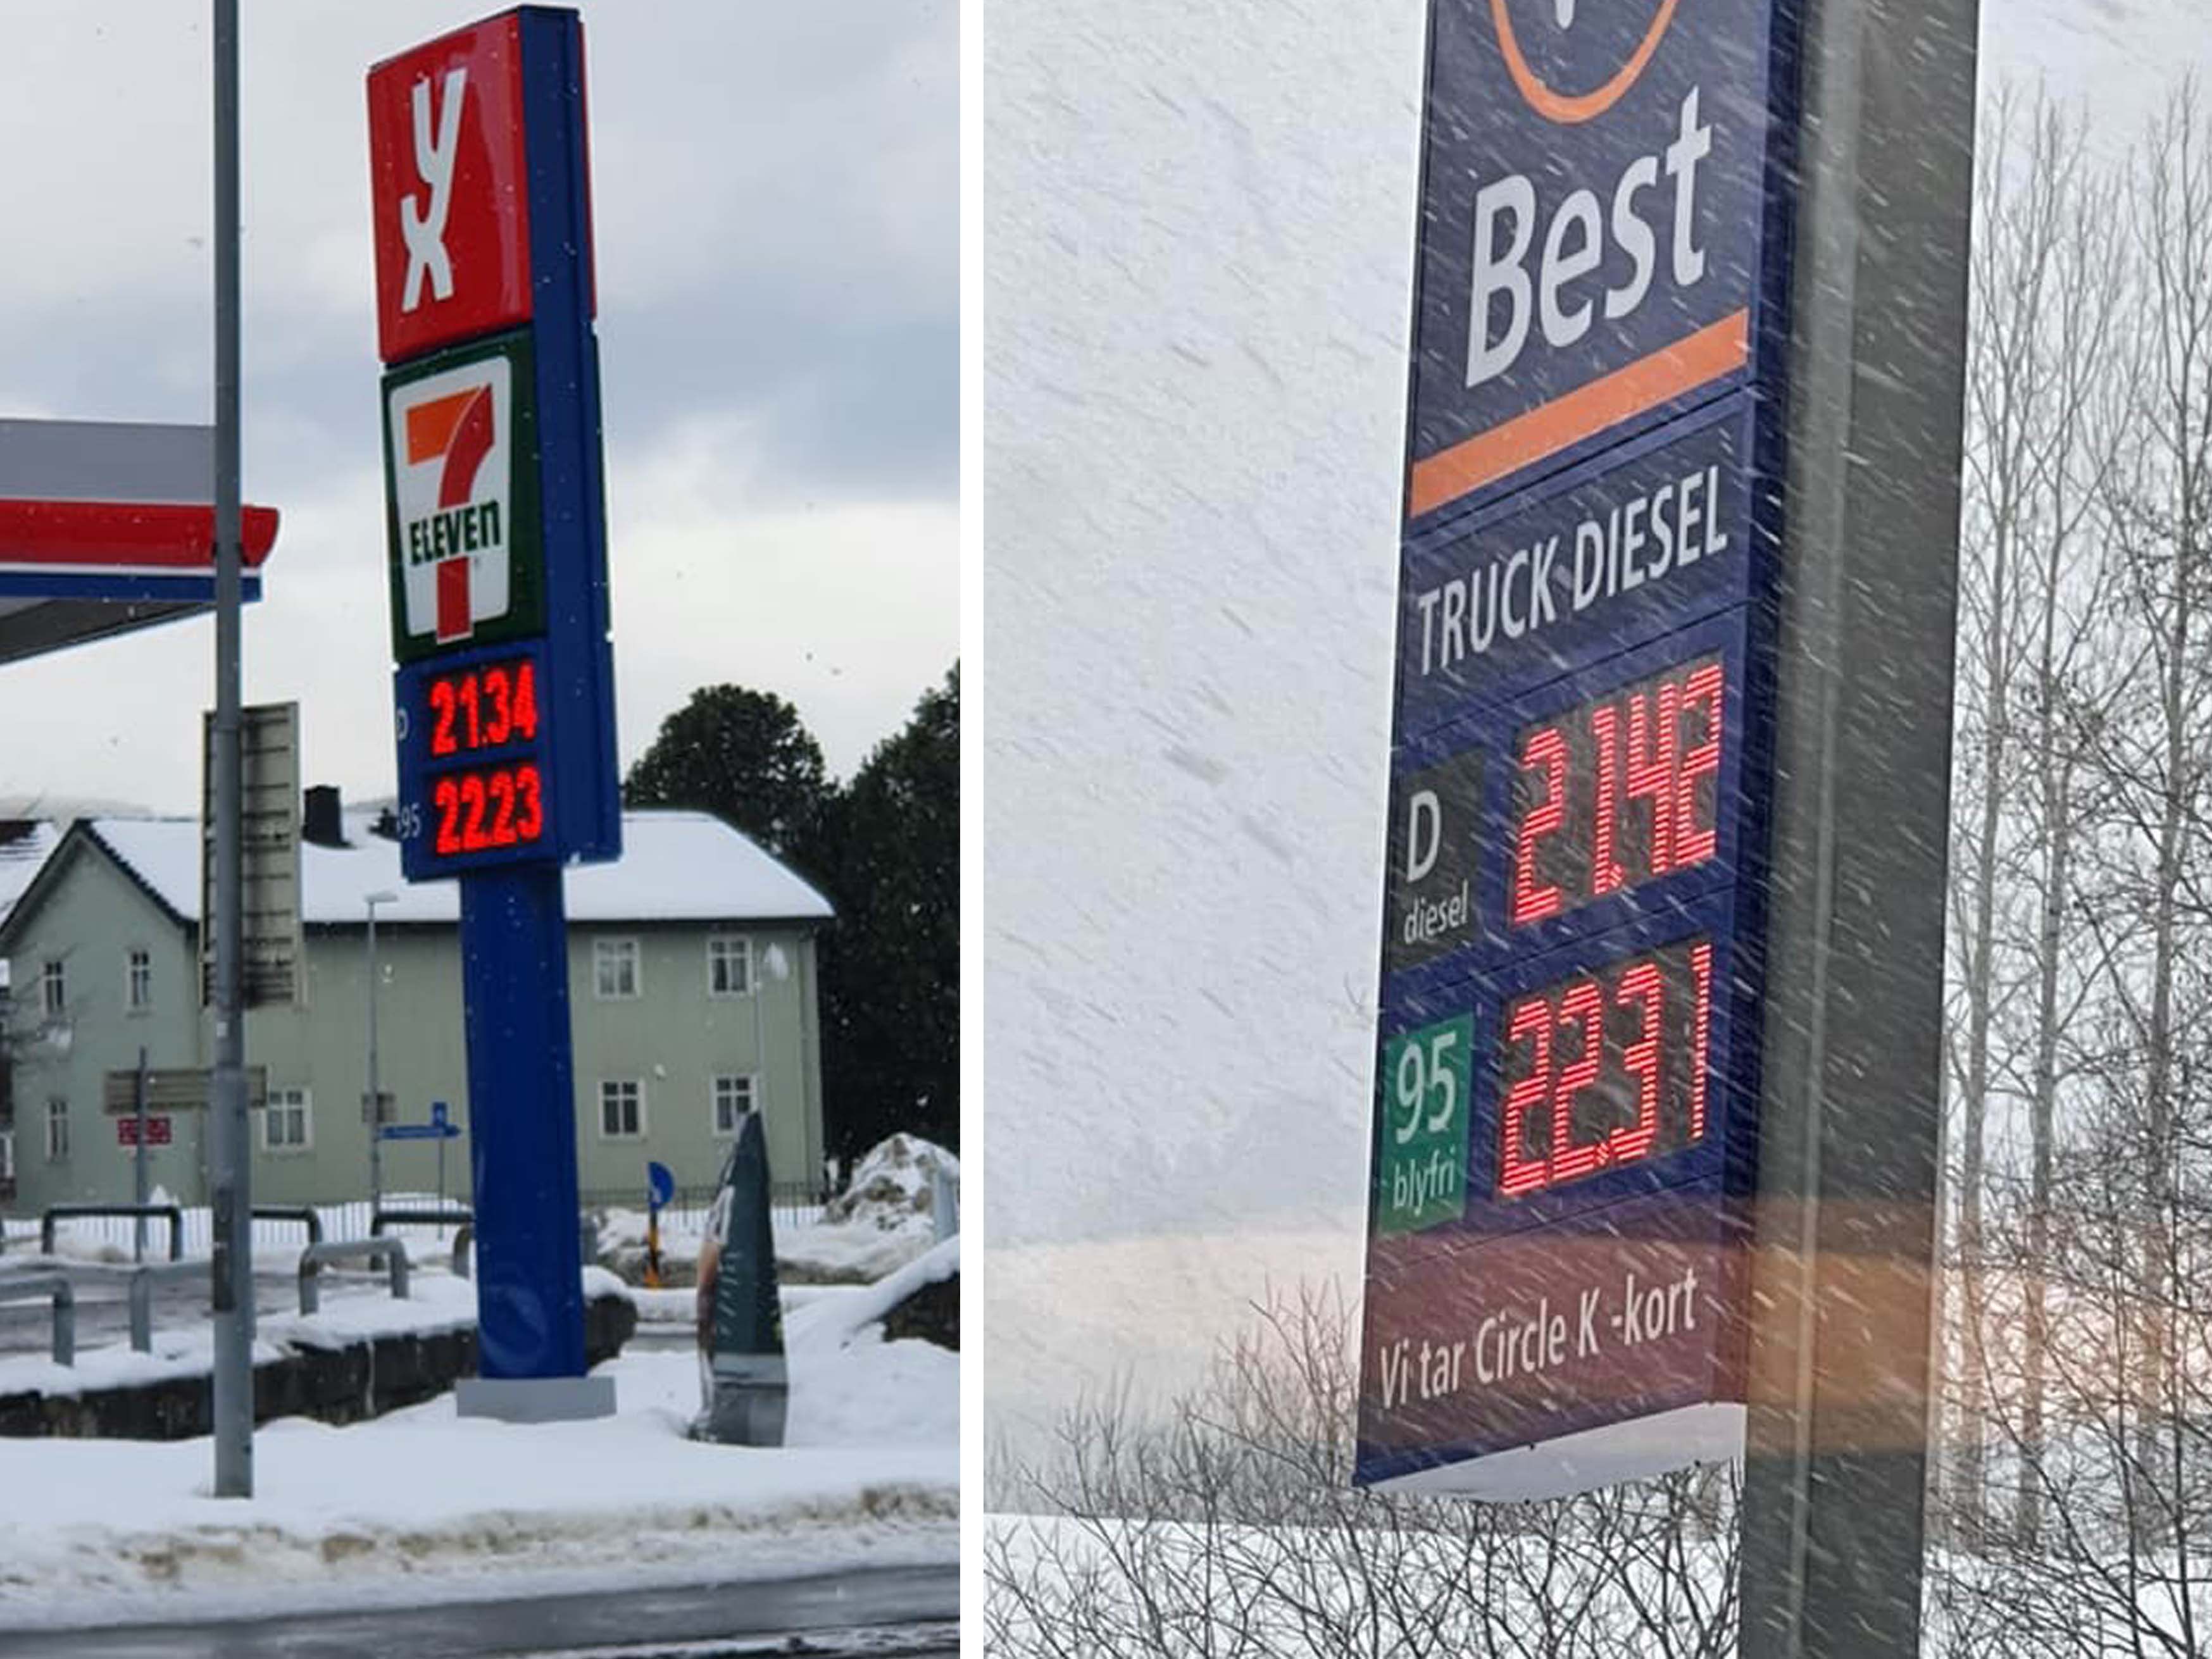 yx
7
ELEVEn
D 21.34
95 22.23
Best
TRUCK DIESEL
D 21.42
diesel
95 22.31
blyfri
Vi tar Circle K -kort